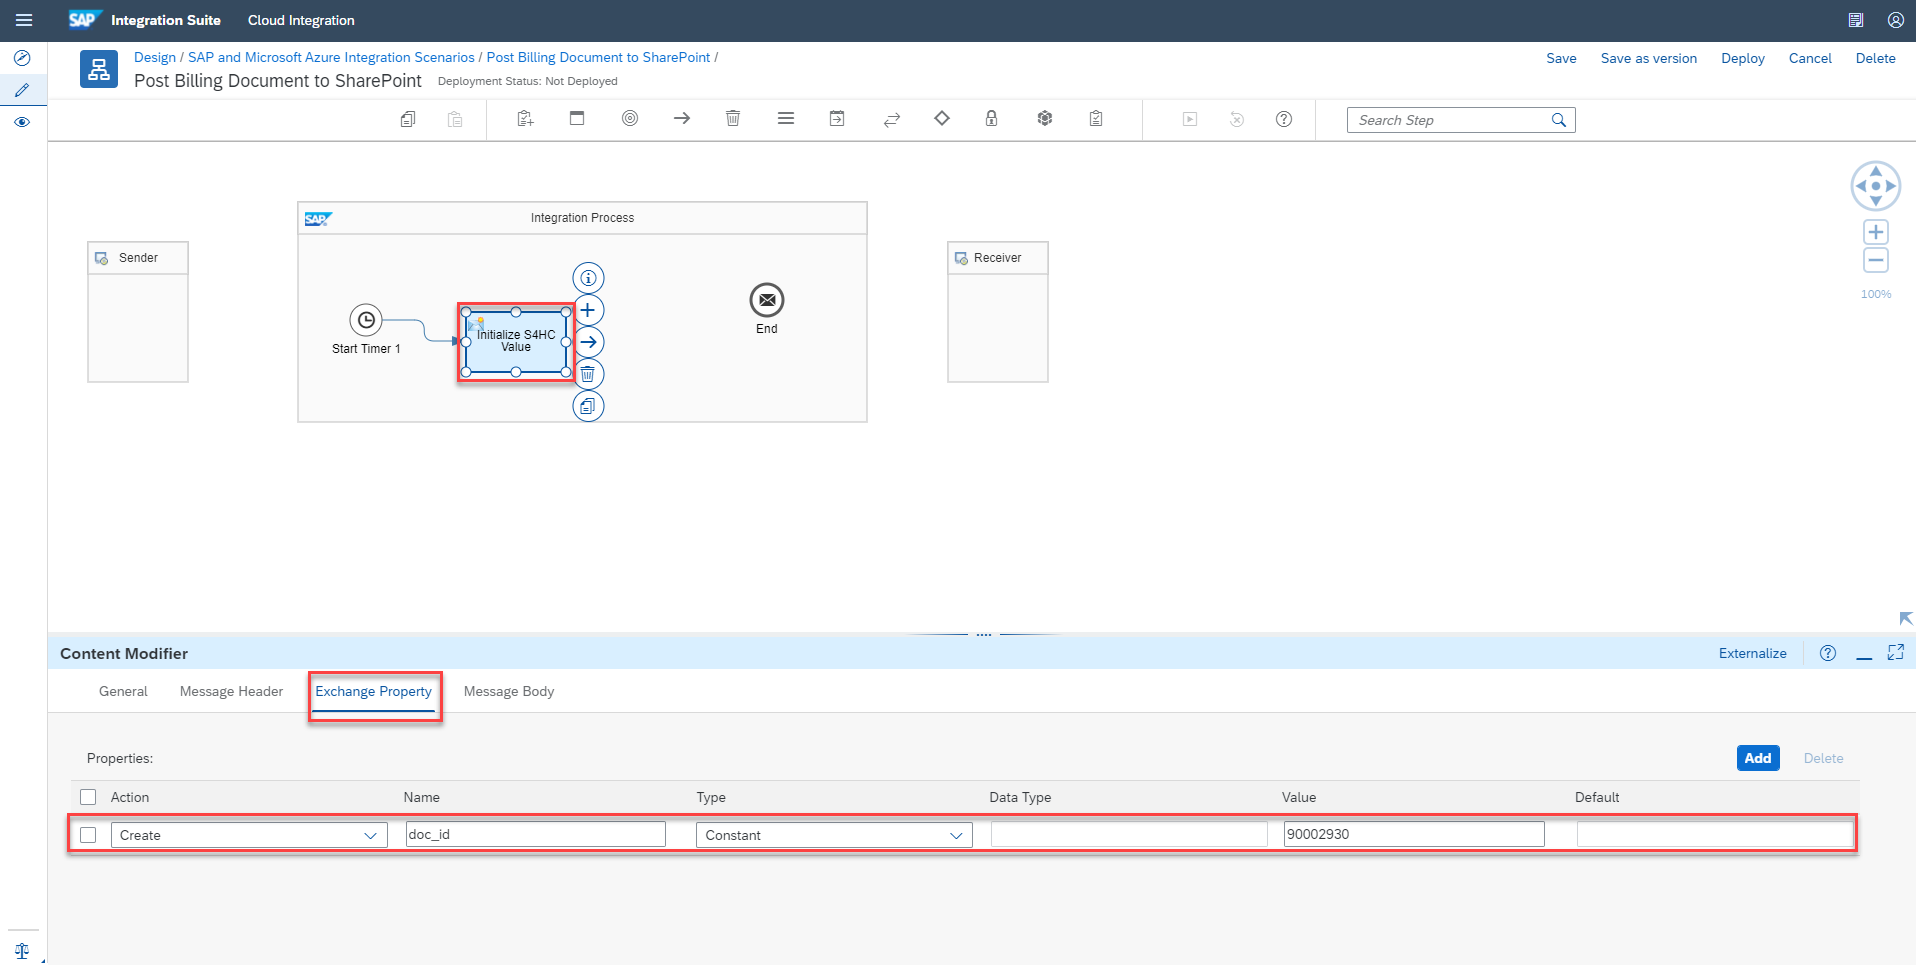 SAP Integration Suite Cloud Integration
Design / SAP and Microsoft Azure Integration Scenarios / Post Billing Document to SharePoint /
Post Billing Document to SharePoint Deployment Status: Not Deployed
Save Save as version Deploy Cancel Delete
Search Step
SAP Integration Process
Sender
Receiver
Start Timer 1
Initialize S4HC
Value
End
100%
Content Modifier
Externalize
General Message Header Exchange Property Message Body
Properties:
Add Delete
Action Name Type Data Type Value Default
Create doc_id Constant 90002930